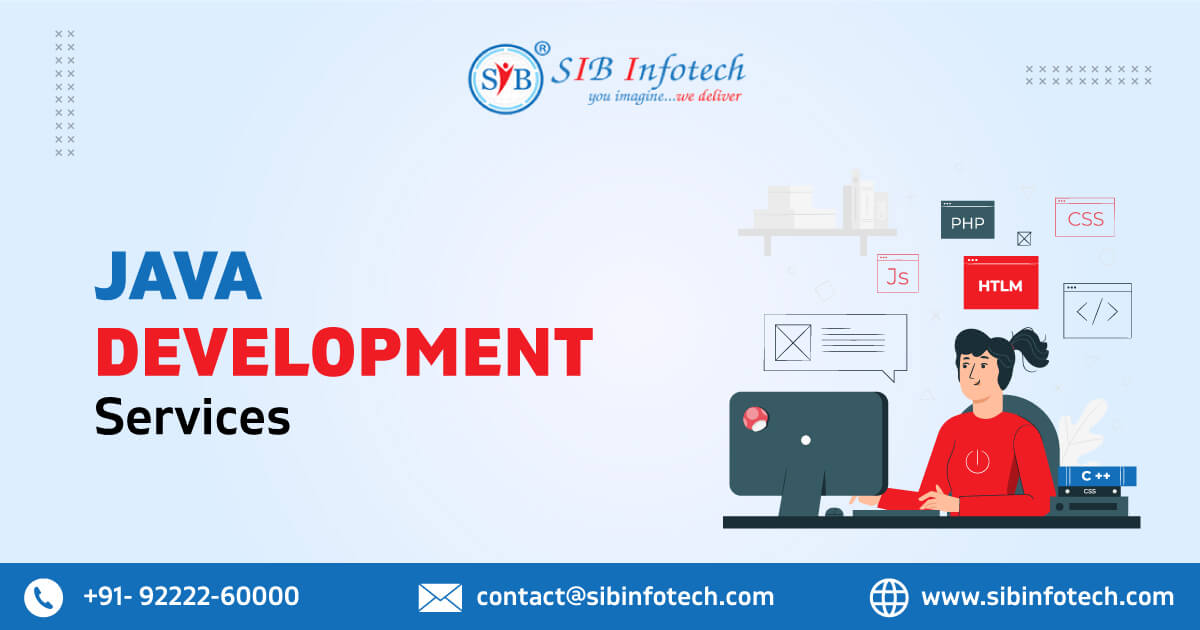 SIB
®
SIB Infotech
you imagine...we deliver
JAVA
DEVELOPMENT
Services
PHP
CSS
Js
HTLM
</>
C ++
CSS
+91- 92222-60000
contact@sibinfotech.com
www.sibinfotech.com